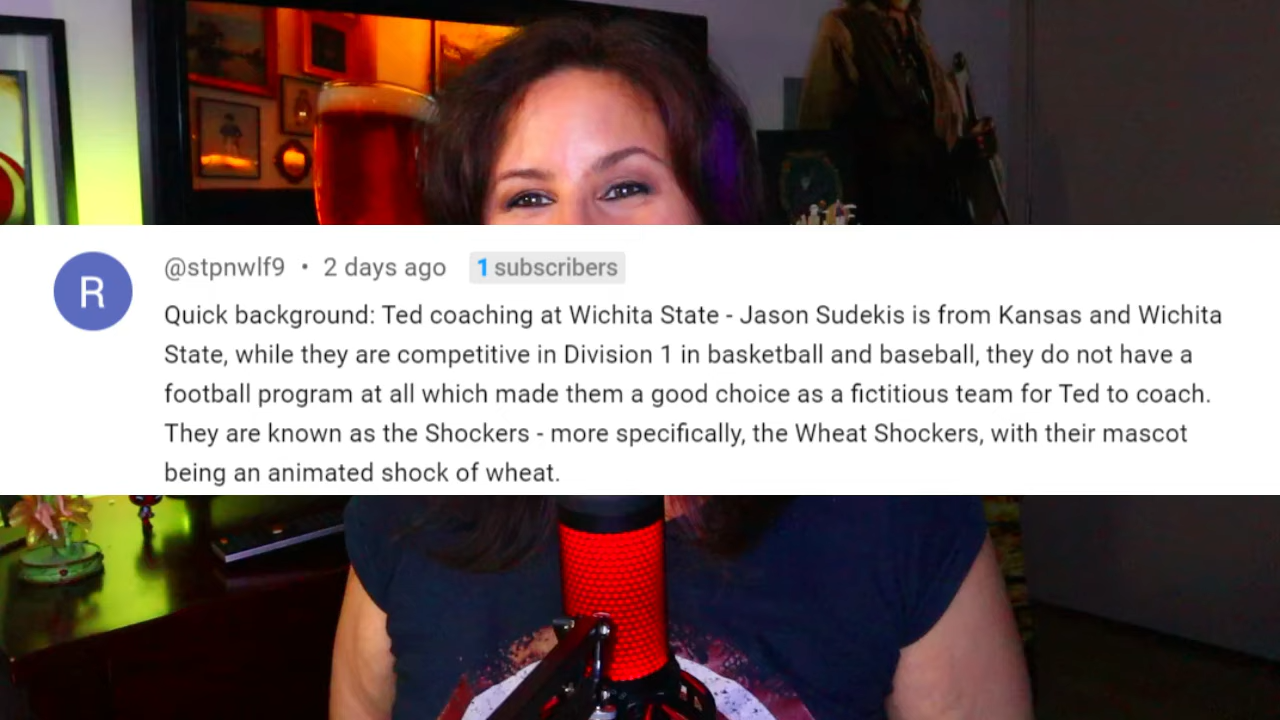 R
@stpnwlf9 • 2 days ago 1 subscribers
Quick background: Ted coaching at Wichita State - Jason Sudekis is from Kansas and Wichita
State, while they are competitive in Division 1 in basketball and baseball, they do not have a
football program at all which made them a good choice as a fictitious team for Ted to coach.
They are known as the Shockers - more specifically, the Wheat Shockers, with their mascot
being an animated shock of wheat.